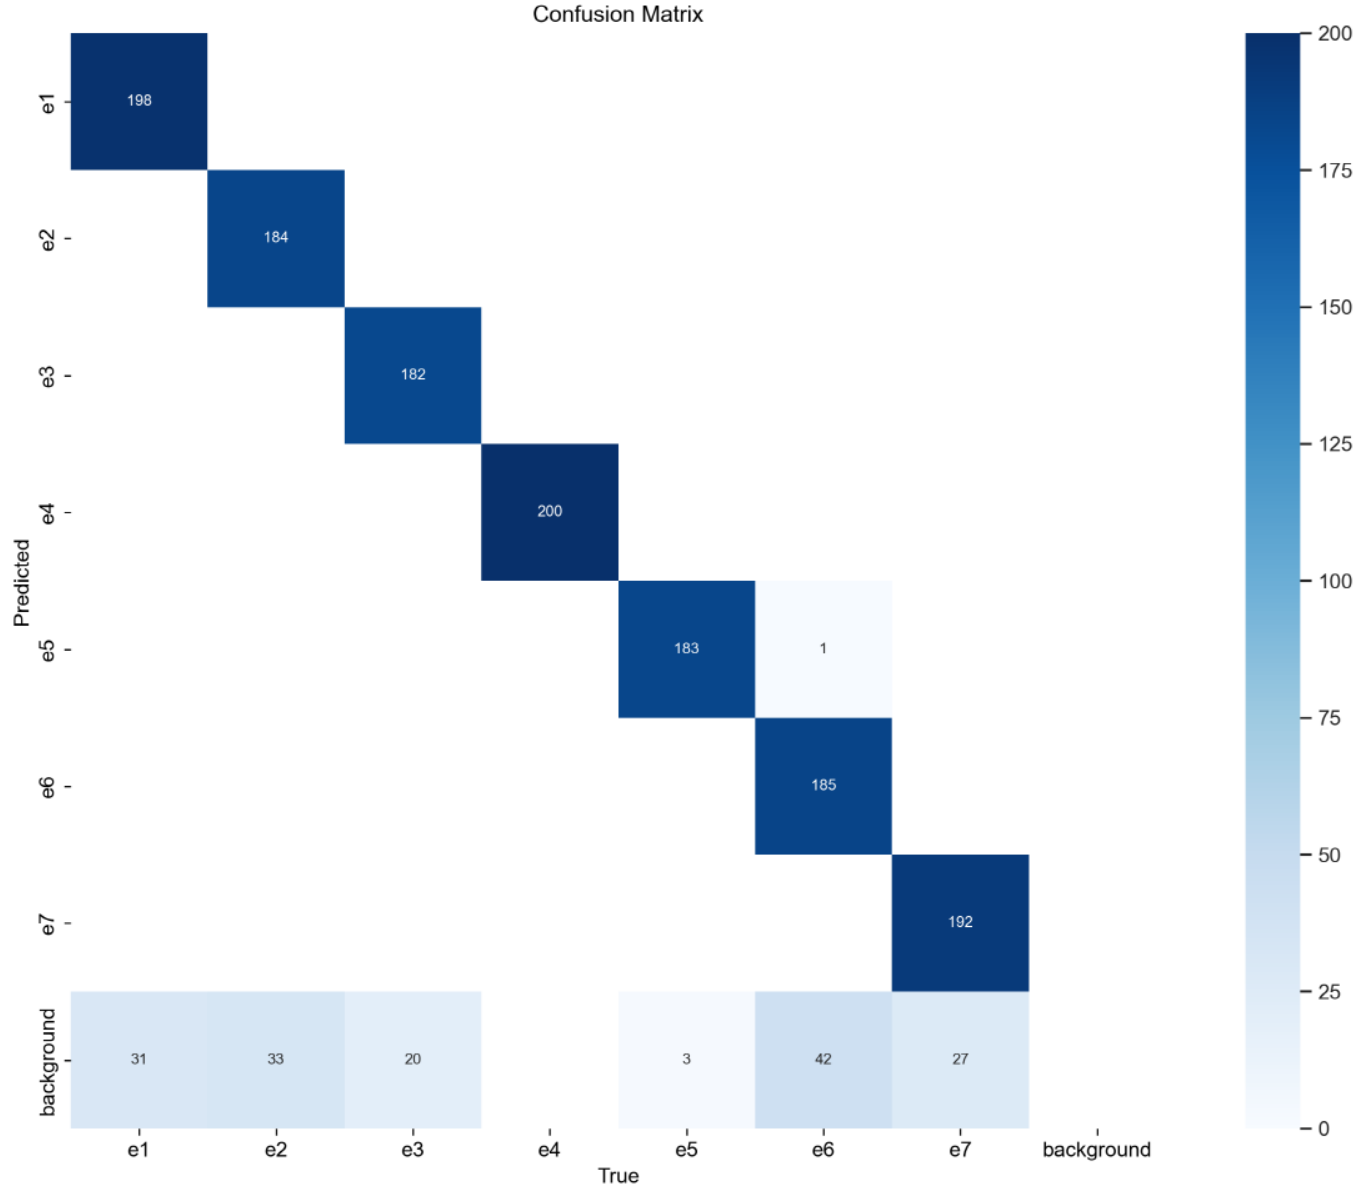 Confusion Matrix
e1
198
e2
184
e3
182
e4
200
e5
183
1
e6
185
e7
192
background
31
33
20
3
42
27
Predicted
e1 e2 e3 e4 e5 e6 e7 background
True
200
175
150
125
100
75
50
25
0